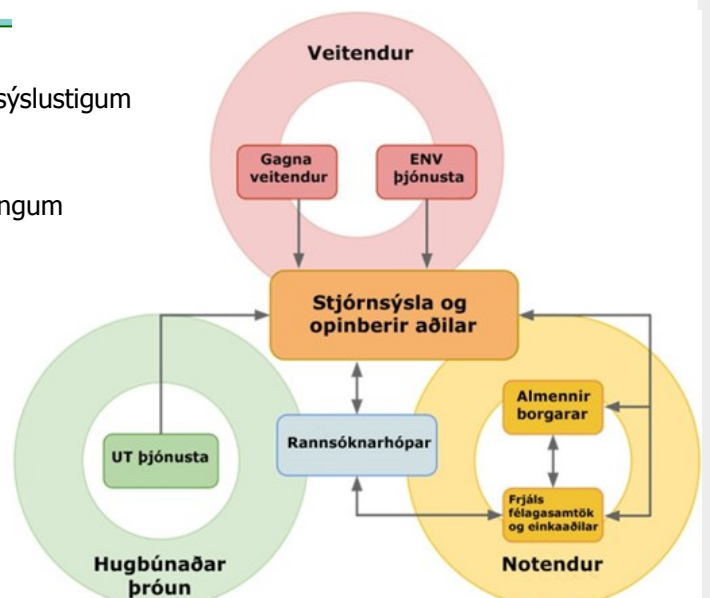 Veitendur
sýslustigum
Gagna
veitendur
ENV
þjónusta
ngum
Stjórnsýsla og
opinberir aðilar
Almennir
borgarar
Rannsóknarhópar
UT þjónusta
Frjáls
félagasamtök
og einkaaðilar
Hugbúnaðar
þróun
Notendur